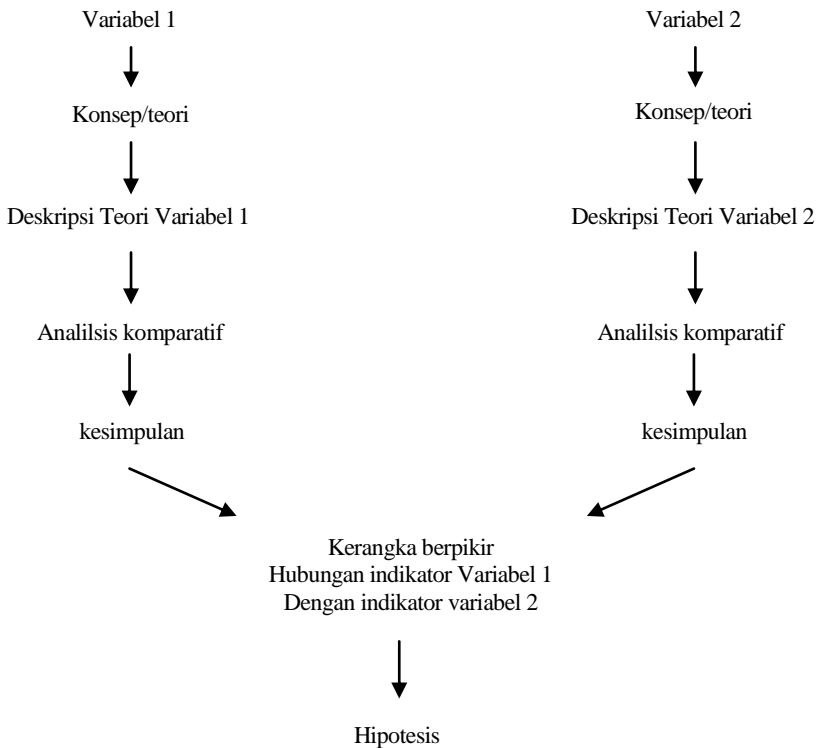 Variabel 1
Variabel 2
Konsep/teori
Konsep/teori
Deskripsi Teori Variabel 1
Deskripsi Teori Variabel 2
Analilsis komparatif
Analilsis komparatif
kesimpulan
kesimpulan
Kerangka berpikir
Hubungan indikator Variabel 1
Dengan indikator variabel 2
Hipotesis